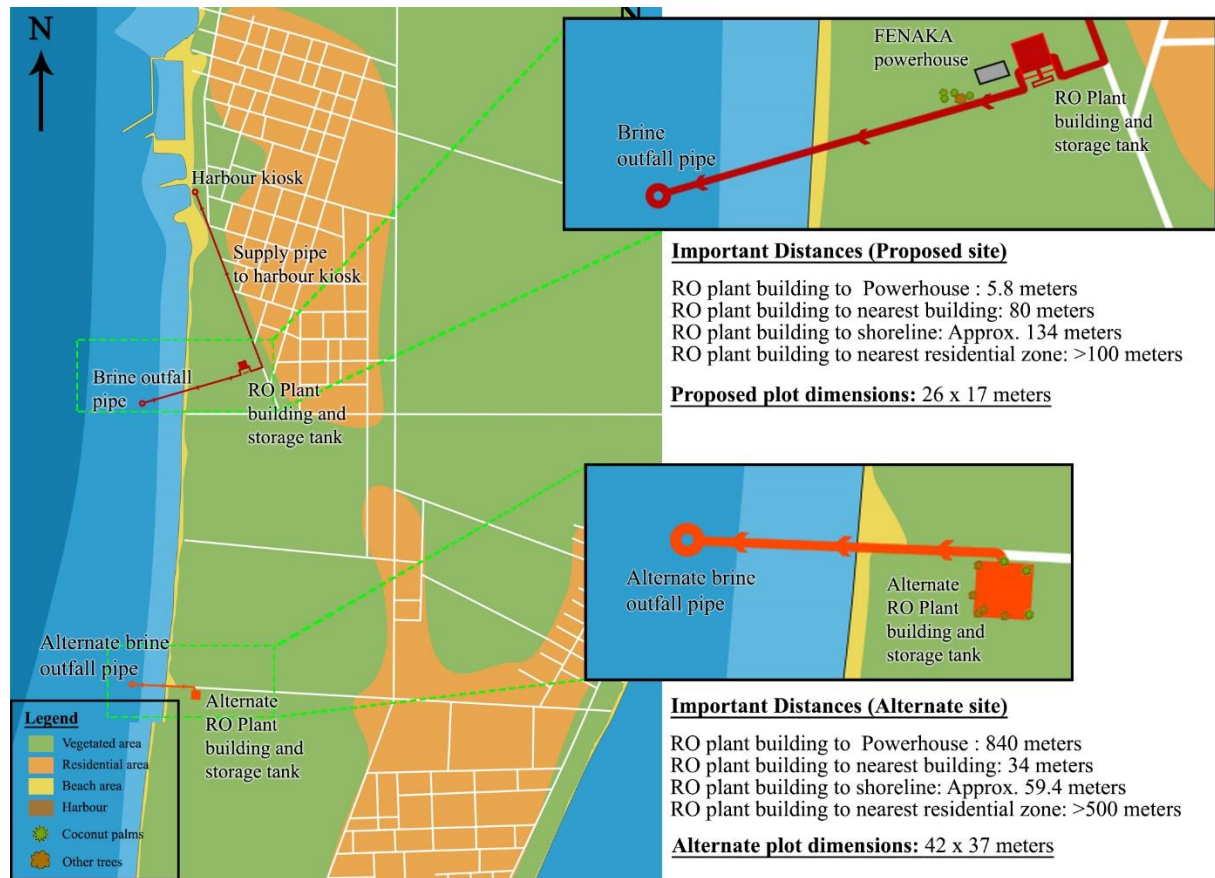 N
Harbour kiosk
Supply pipe
to harbour kiosk
Brine outfall
pipe
RO Plant
building and
storage tank
Alternate brine
outfall pipe
Alternate
RO Plant
building and
storage tank
Legend
Vegetated area
Residential area
Beach area
Harbour
Coconut palms
Other trees
N
FENAKA
powerhouse
RO Plant
building and
storage tank
Brine
outfall pipe
Important Distances (Proposed site)
RO plant building to Powerhouse : 5.8 meters
RO plant building to nearest building: 80 meters
RO plant building to shoreline: Approx. 134 meters
RO plant building to nearest residential zone: >100 meters
Proposed plot dimensions: 26 x 17 meters
Alternate brine
outfall pipe
Alternate
RO Plant
building and
storage tank
Important Distances (Alternate site)
RO plant building to Powerhouse : 840 meters
RO plant building to nearest building: 34 meters
RO plant building to shoreline: Approx. 59.4 meters
RO plant building to nearest residential zone: >500 meters
Alternate plot dimensions: 42 x 37 meters